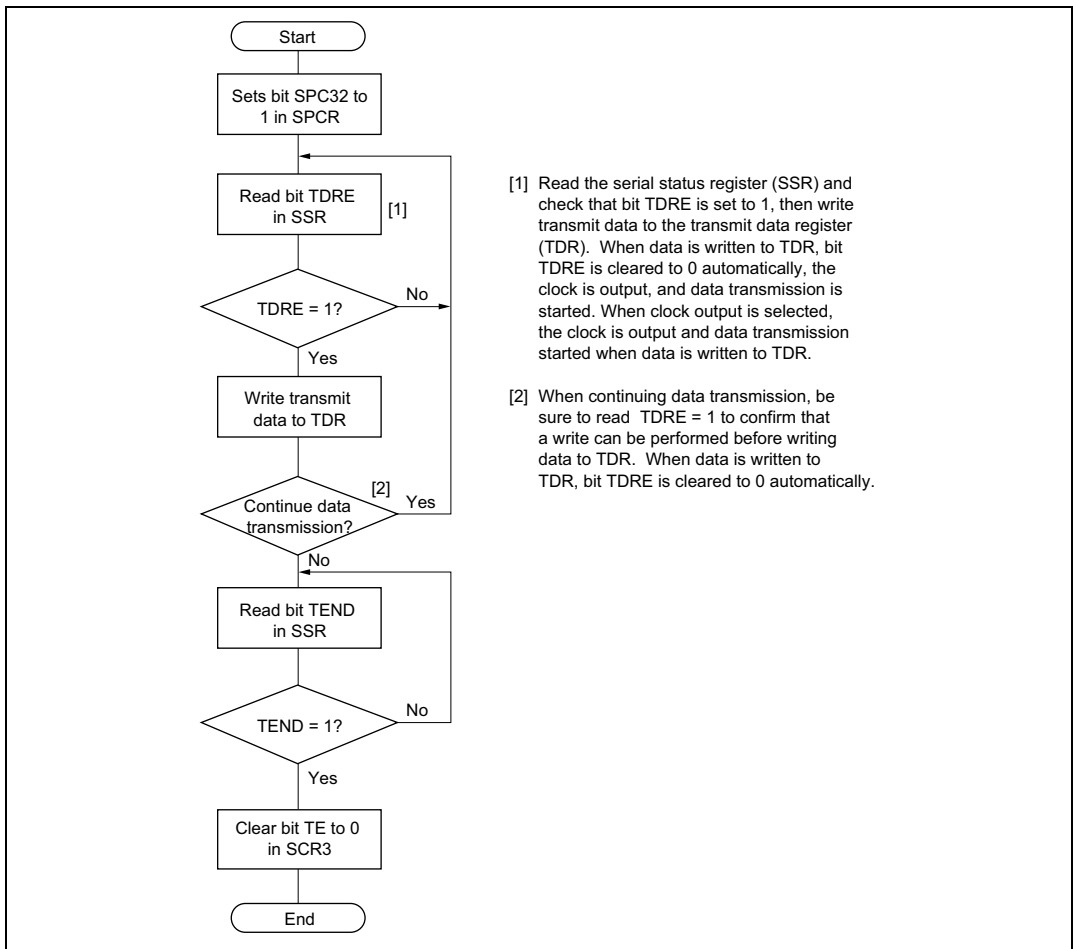 Start
Sets bit SPC32 to
1 in SPCR
Read bit TDRE
in SSR
[1]
TDRE = 1?
No
Yes
Write transmit
data to TDR
[2]
Continue data
transmission?
Yes
No
Read bit TEND
in SSR
TEND = 1?
No
Yes
Clear bit TE to 0
in SCR3
End
[1] Read the serial status register (SSR) and
check that bit TDRE is set to 1, then write
transmit data to the transmit data register
(TDR). When data is written to TDR, bit
TDRE is cleared to 0 automatically, the
clock is output, and data transmission is
started. When clock output is selected,
the clock is output and data transmission
started when data is written to TDR.
[2] When continuing data transmission, be
sure to read TDRE = 1 to confirm that
a write can be performed before writing
data to TDR. When data is written to
TDR, bit TDRE is cleared to 0 automatically.